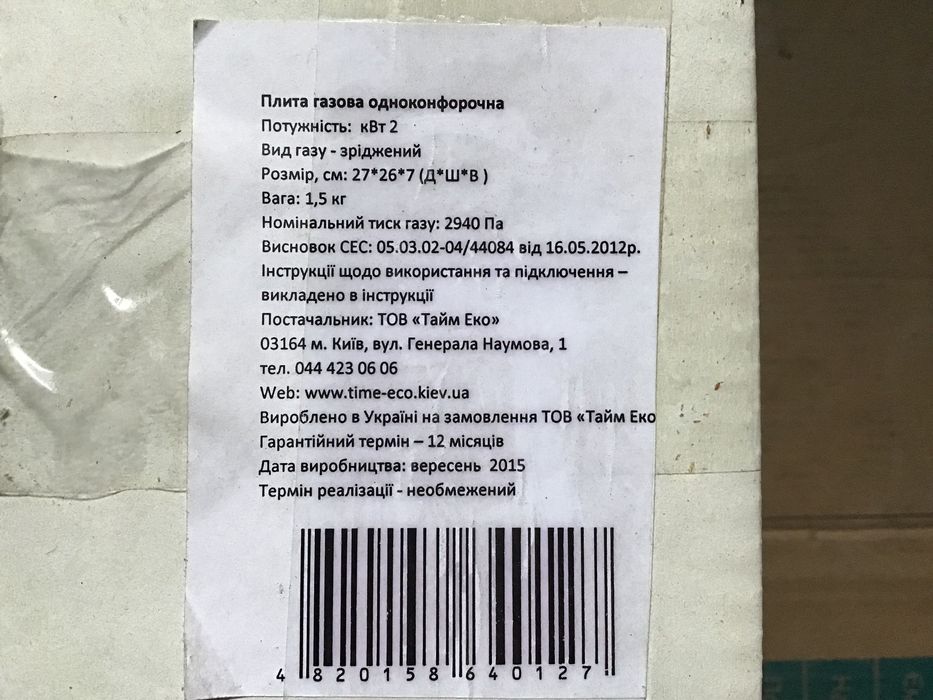 Плита газова одноконфорочна
Потужність: кВт 2
Вид газу - зріджений
Розмір, см: 27*26*7 (Д*Ш*В )
Вага: 1,5 кг
Номінальний тиск газу: 2940 Па
Висновок СЕС: 05.03.02-04/44084 від 16.05.2012р.
Інструкції щодо використання та підключення –
викладено в інструкції
Постачальник: ТОВ «Тайм Еко»
03164 м. Київ, вул. Генерала Наумова, 1
тел. 044 423 06 06
Web: www.time-eco.kiev.ua
Вироблено в Україні на замовлення ТОВ «Тайм Еко
Гарантійний термін – 12 місяців
Дата виробництва: вересень 2015
Термін реалізації - необмежений
4 820158 640127